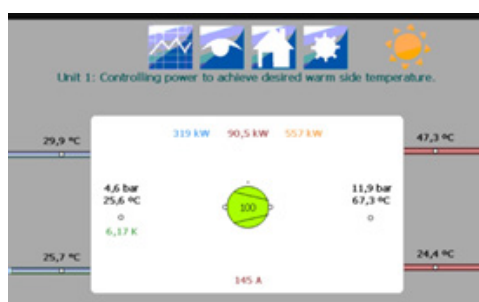 Unit 1: Controlling power to achieve desired warm side temperature.
319 kW 90,5 kW 557 kW
29,9 ºC 47,3 ºC
4,6 bar 11,9 bar
25,6 ºC 67,3 ºC
100
6,17 K
25,7 ºC 24,4 ºC
145 A